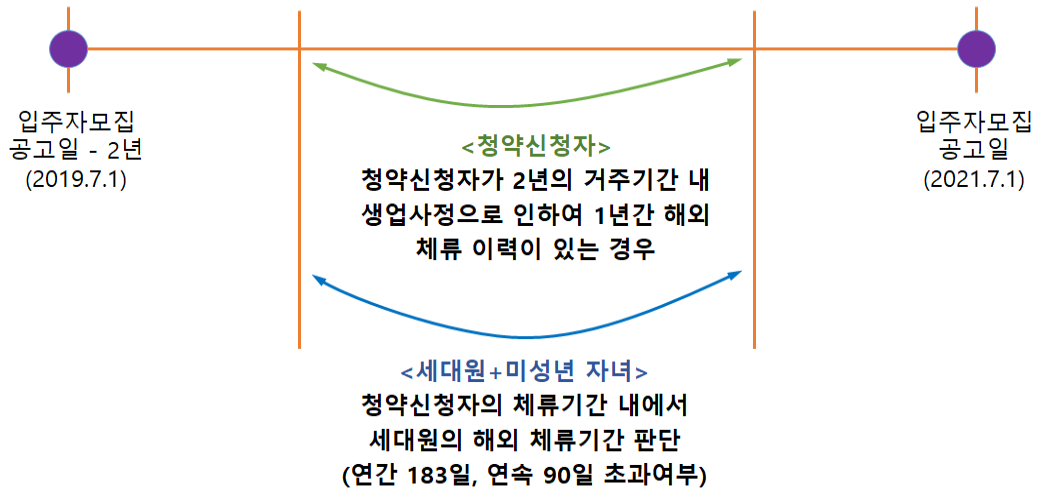 입주자모집
공고일 - 2년
(2019.7.1)
입주자모집
공고일
(2021.7.1)
<청약신청자>
청약신청자가 2년의 거주기간 내
생업사정으로 인하여 1년간 해외
체류 이력이 있는 경우
<세대원+미성년 자녀>
청약신청자의 체류기간 내에서
세대원의 해외 체류기간 판단
(연간 183일, 연속 90일 초과여부)